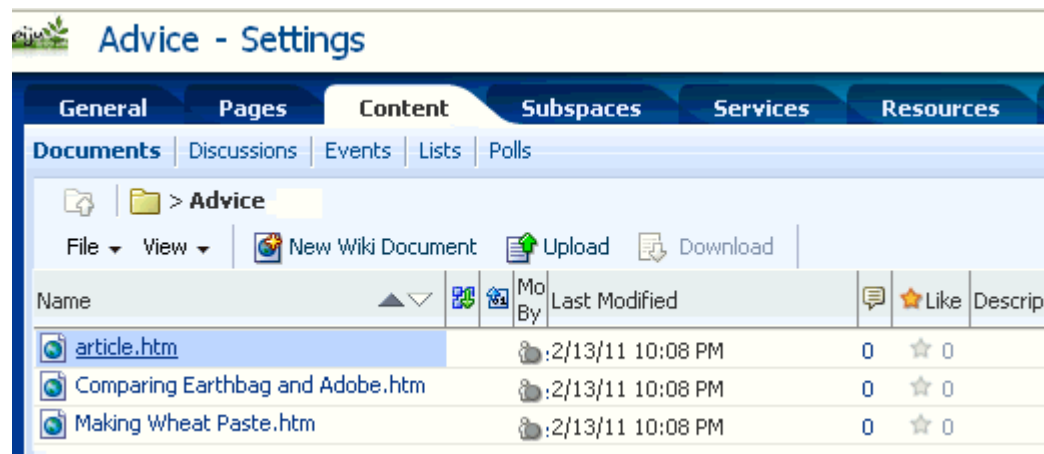 Advice - Settings
General Pages Content Subspaces Services Resources
Documents Discussions Events Lists Polls
> Advice
File View New Wiki Document Upload Download
Name Mo By Last Modified Like Descrip
article.htm 2/13/11 10:08 PM 0 0
Comparing Earthbag and Adobe.htm 2/13/11 10:08 PM 0 0
Making Wheat Paste.htm 2/13/11 10:08 PM 0 0